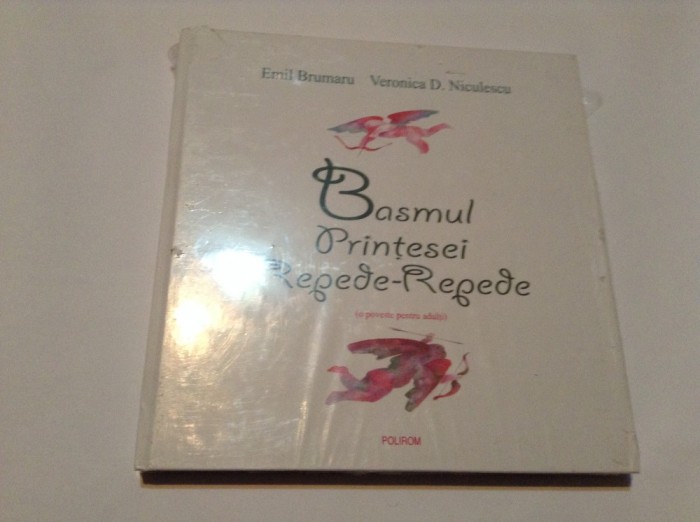 Emil Brumaru Veronica D. Niculescu
Basmul
Prințesei
Repede-Repede
(o poveste pentru adulți)
POLIROM